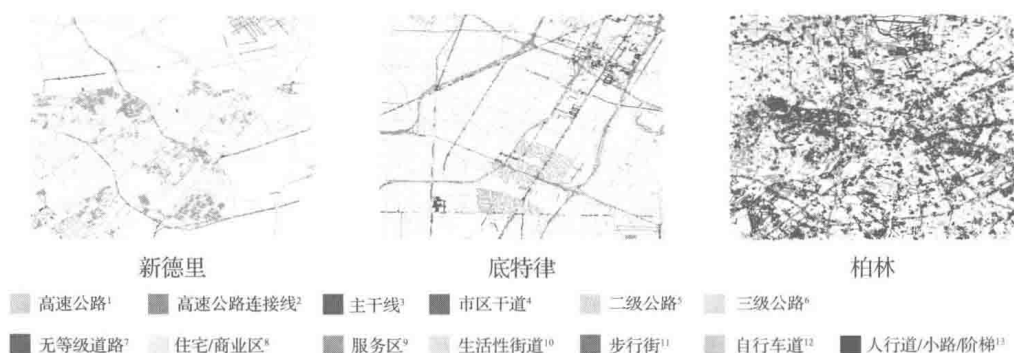 新德里 底特律 柏林
高速公路¹ 高速公路连接线² 主干线³ 市区干道⁴ 二级公路⁵ 三级公路⁶
无等级道路⁷ 住宅/商业区⁸ 服务区⁹ 生活性街道¹⁰ 步行街¹¹ 自行车道¹² 人行道/小路/阶梯¹³